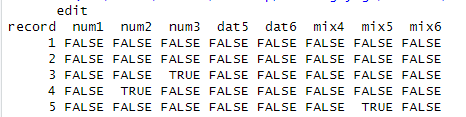 edit
record num1 num2 num3 dat5 dat6 mix4 mix5 mix6
1 FALSE FALSE FALSE FALSE FALSE FALSE FALSE FALSE
2 FALSE FALSE FALSE FALSE FALSE FALSE FALSE FALSE
3 FALSE FALSE TRUE FALSE FALSE FALSE FALSE FALSE
4 FALSE TRUE FALSE FALSE FALSE FALSE FALSE FALSE
5 FALSE FALSE FALSE FALSE FALSE FALSE TRUE FALSE